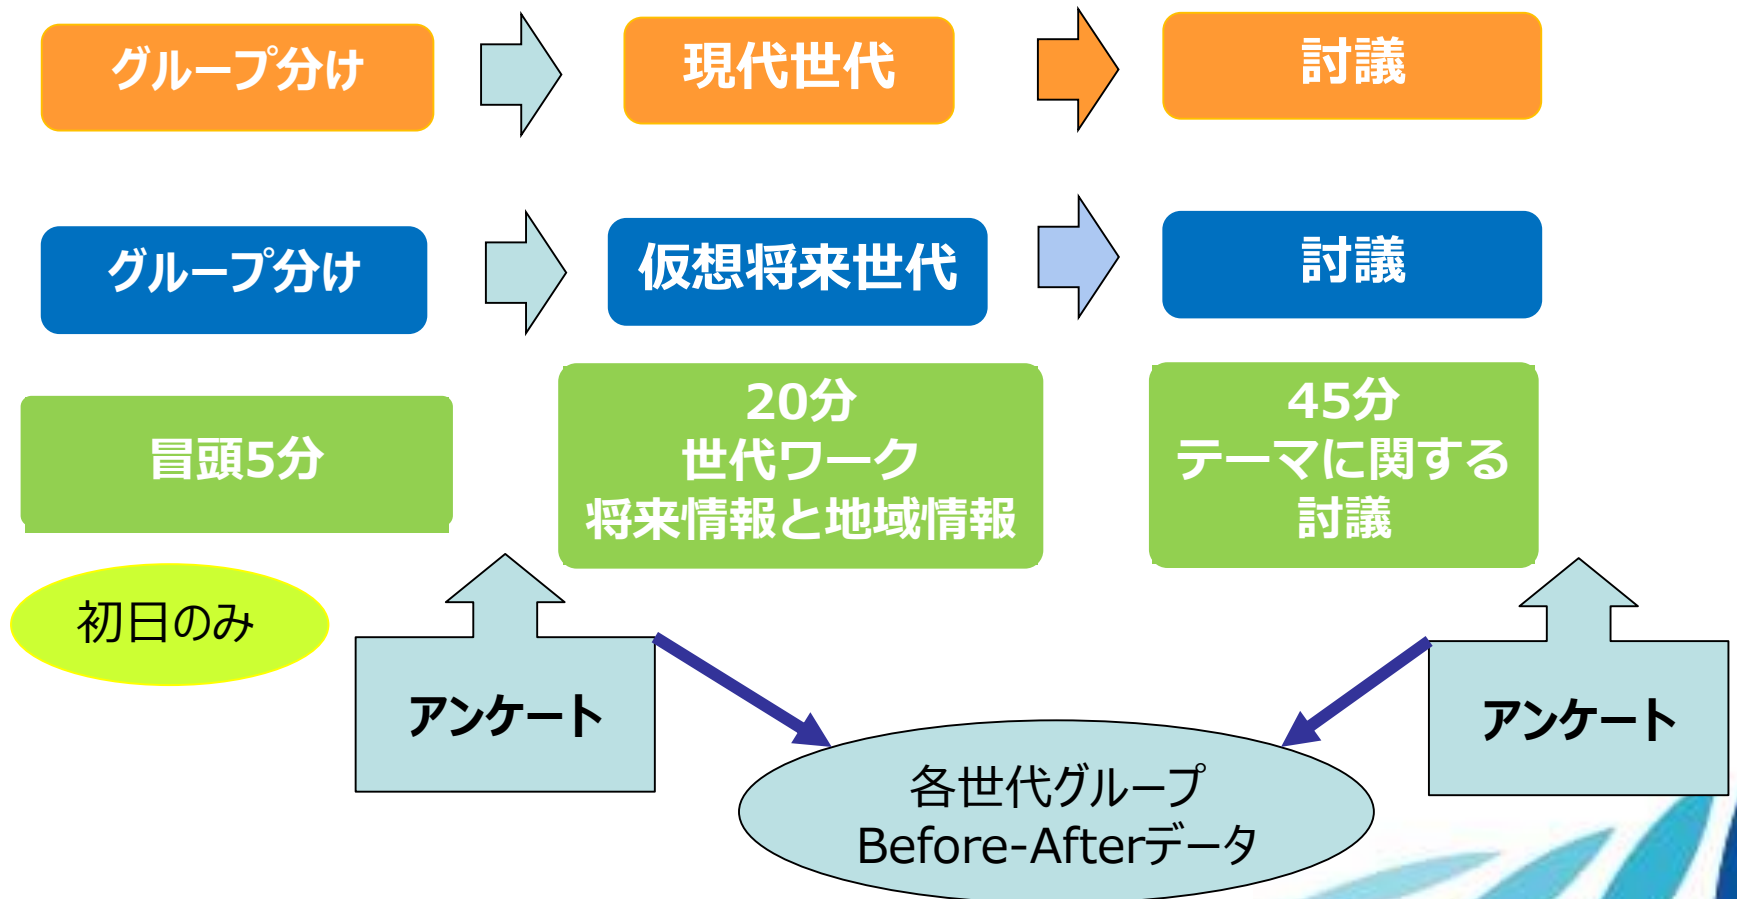 グループ分け
現代世代
討議
グループ分け
仮想将来世代
討議
冒頭5分
20分
世代ワーク
将来情報と地域情報
45分
テーマに関する
討議
初日のみ
アンケート
アンケート
各世代グループ
Before-Afterデータ